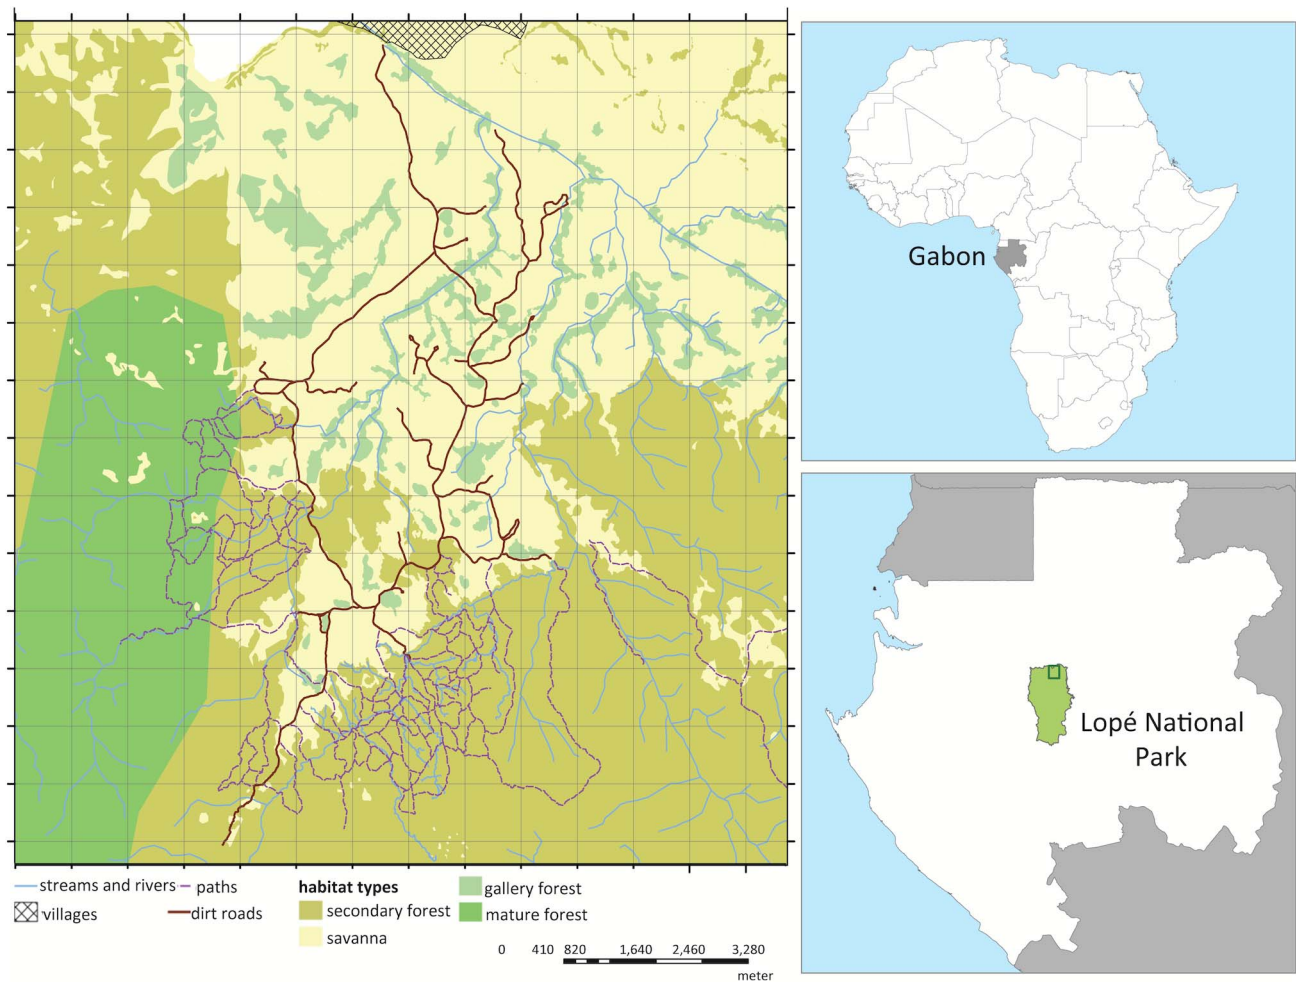 Gabon
Lopé National
Park
streams and rivers
paths
villages
dirt roads
habitat types
secondary forest
savanna
gallery forest
mature forest
0 410 820 1,640 2,460 3,280
meter